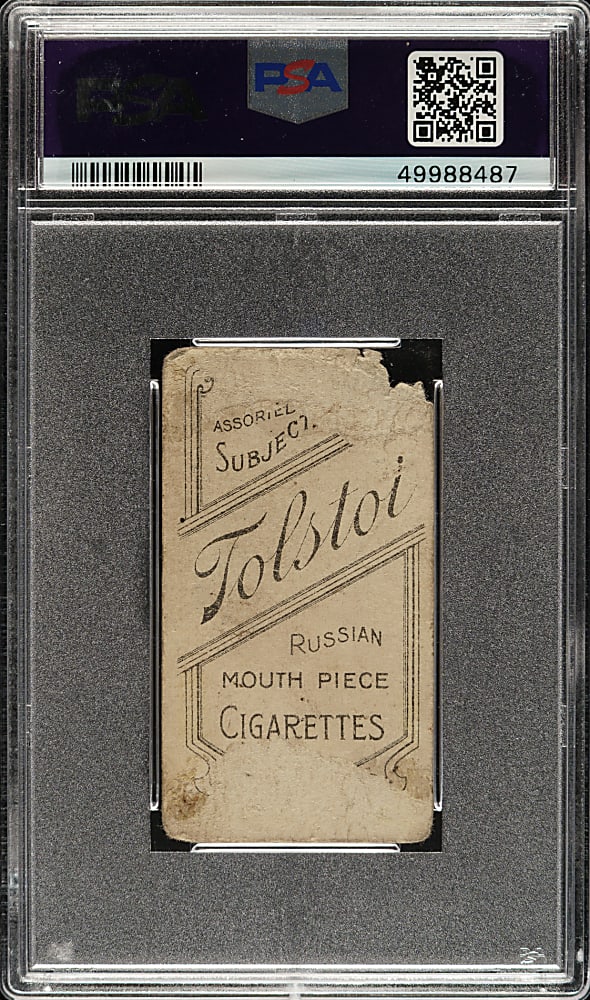 PSA
49988487
ASSORTED
SUBJECT
Tolstoi
RUSSIAN
MOUTH PIECE
CIGARETTES